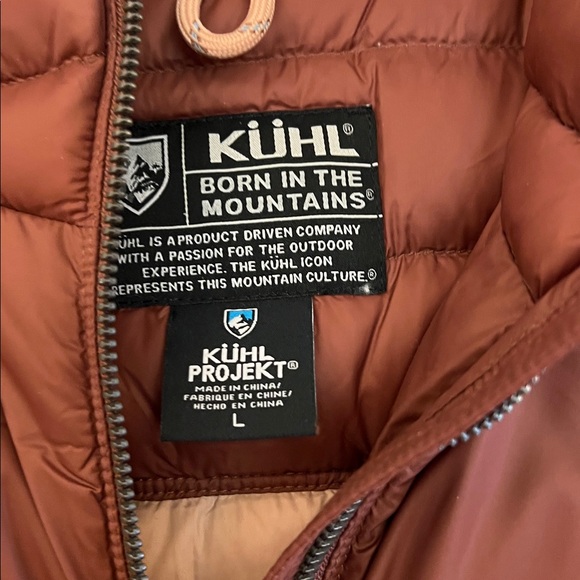 KÜHL®
BORN IN THE
MOUNTAINS®
KÜHL IS A PRODUCT DRIVEN COMPANY
WITH A PASSION FOR THE OUTDOOR
EXPERIENCE. THE KÜHL ICON
REPRESENTS THIS MOUNTAIN CULTURE.®
KÜHL
PROJEKT®
MADE IN CHINA/
FABRIQUE EN CHINE/
HECHO EN CHINA
L